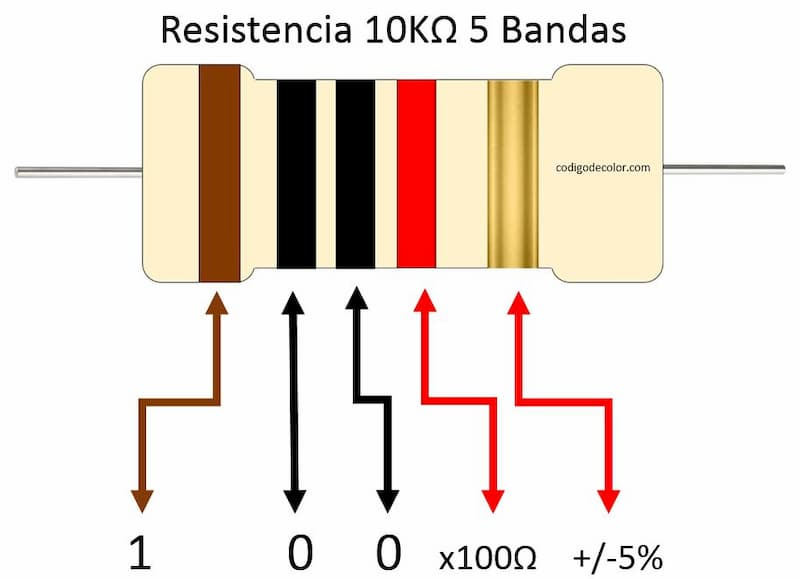 Resistencia 10KΩ 5 Bandas
codigodecolor.com
1 0 0 x100Ω +/-5%